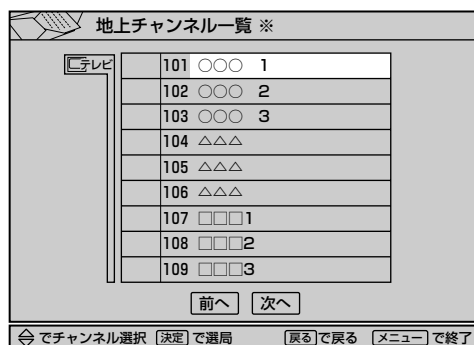 地上チャンネル一覧 ※
テレビ
101 ○○○ 1
102 ○○○ 2
103 ○○○ 3
104 △△△
105 △△△
106 △△△
107 □□□1
108 □□□2
109 □□□3
前へ 次へ
でチャンネル選択 決定 で選局 戻る で戻る メニュー で終了